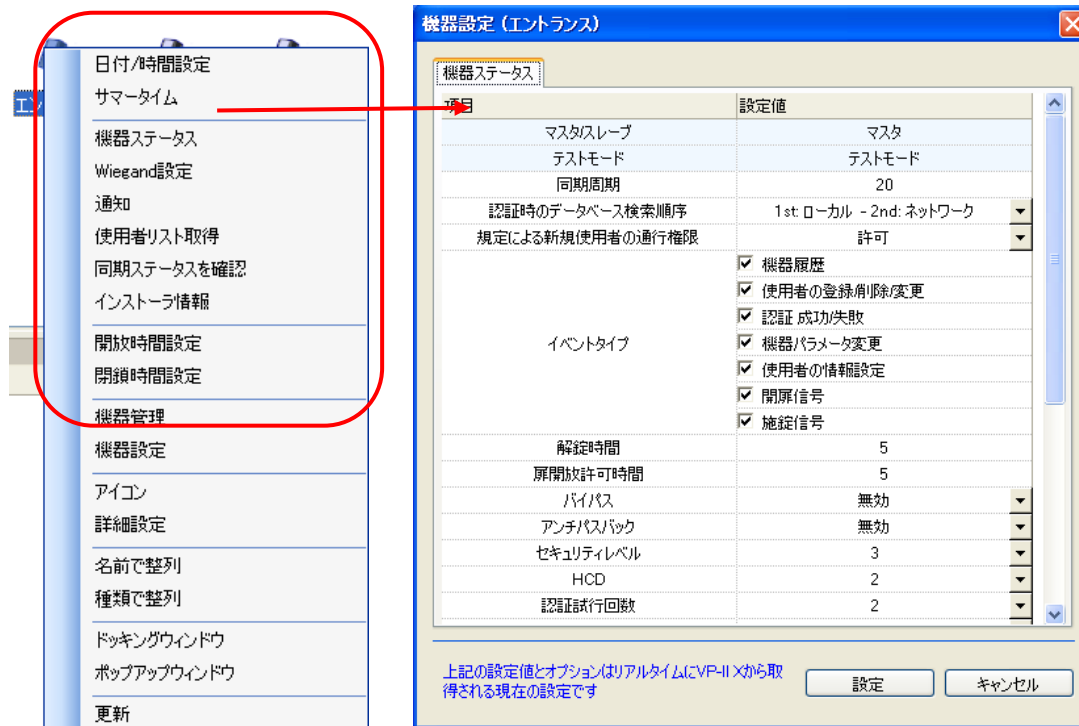 エン
日付/時間設定
サマータイム
機器ステータス
Wiegand設定
通知
使用者リスト取得
同期ステータスを確認
インストーラ情報
開放時間設定
閉鎖時間設定
機器管理
機器設定
アイコン
詳細設定
名前で整列
種類で整列
ドッキングウィンドウ
ポップアップウィンドウ
更新
機器設定 (エントランス)
機器ステータス
項目 設定値
マスタ/スレーブ マスタ
テストモード テストモード
同期周期 20
認証時のデータベース検索順序 1st: ローカル - 2nd: ネットワーク
規定による新規使用者の通行権限 許可
イベントタイプ
機器履歴
使用者の登録/削除/変更
認証 成功/失敗
機器パラメータ変更
使用者の情報設定
開扉信号
施錠信号
解錠時間 5
扉開放許可時間 5
バイパス 無効
アンチパスバック 無効
セキュリティレベル 3
HCD 2
認証試行回数 2
上記の設定値とオプションはリアルタイムにVP-II Xから取
得される現在の設定です
設定
キャンセル